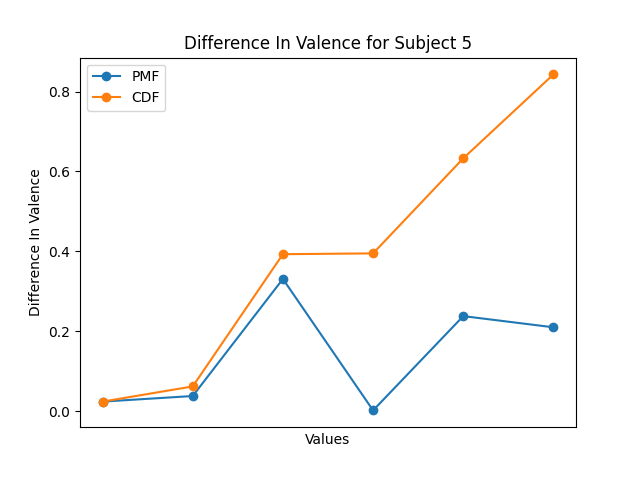 Difference In Valence for Subject 5
PMF
CDF
0.8
0.6
0.4
0.2
0.0
Difference In Valence
Values